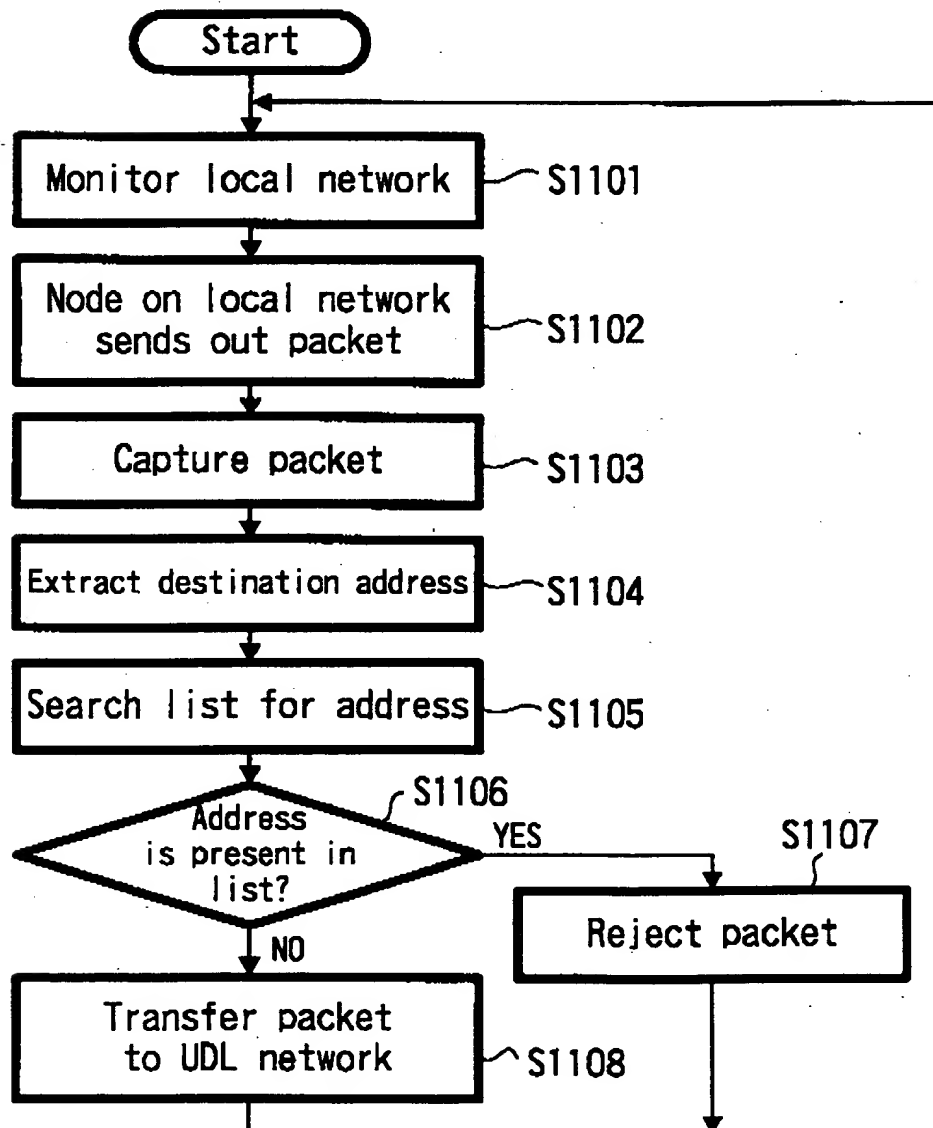 Start
Monitor local network
S1101
Node on local network
sends out packet
S1102
Capture packet
S1103
Extract destination address
S1104
Search list for address
S1105
S1106
Address
is present in
list?
YES
S1107
Reject packet
NO
Transfer packet
to UDL network
S1108